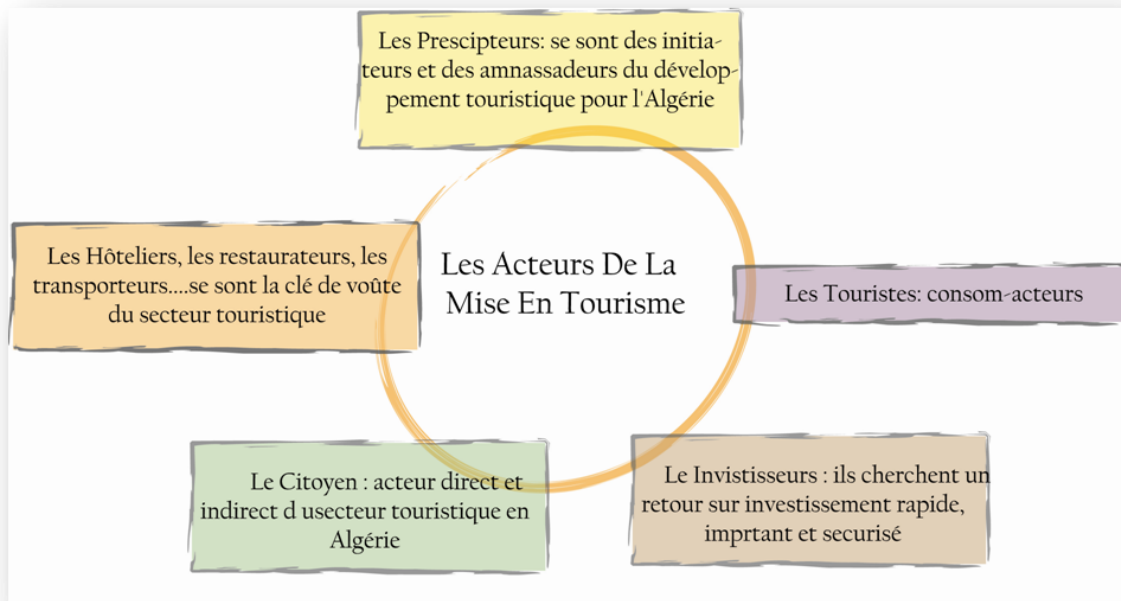 Les Prescipteurs: se sont des initia-
teurs et des amnassadeurs du dévelop-
pement touristique pour l'Algérie
Les Hôteliers, les restaurateurs, les
transporteurs....se sont la clé de voûte
du secteur touristique
Les Acteurs De La
Mise En Tourisme
Les Touristes: consom-acteurs
Le Citoyen : acteur direct et
indirect d usecteur touristique en
Algérie
Le Invistisseurs : ils cherchent un
retour sur investissement rapide,
imprtant et securisé